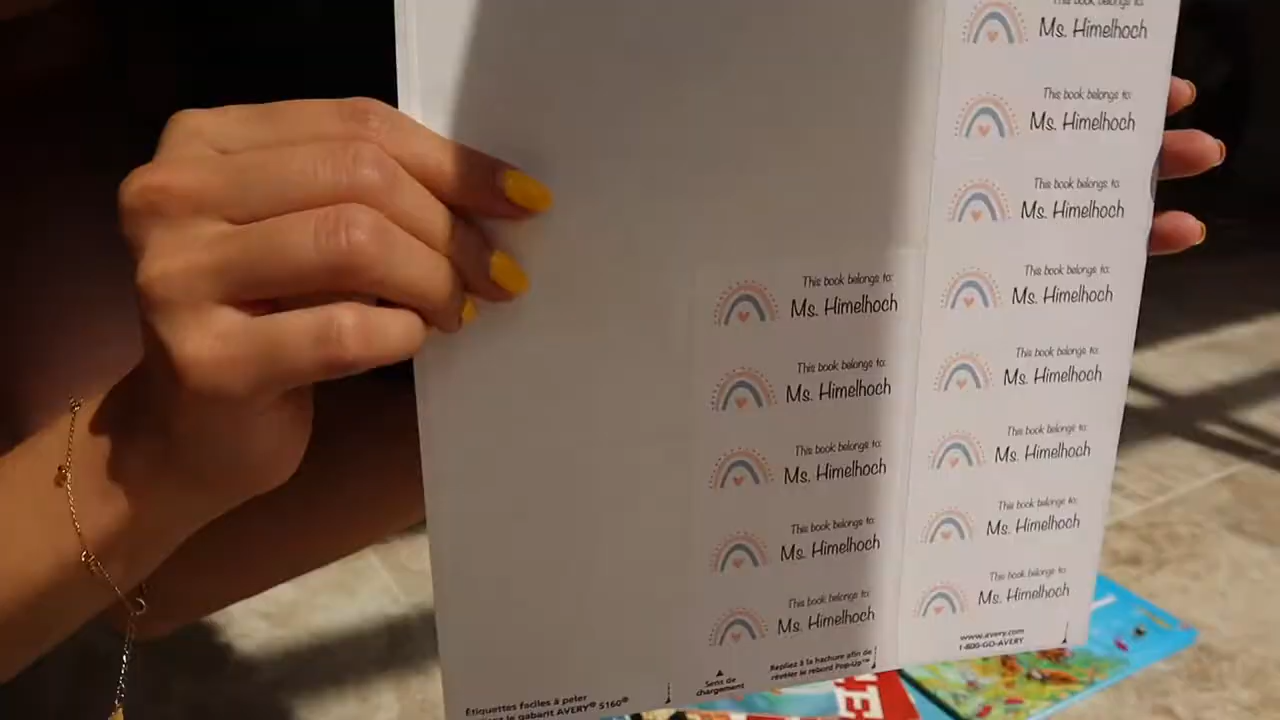 This book belongs to:
Ms. Himelhoch
This book belongs to:
Ms. Himelhoch
This book belongs to:
Ms. Himelhoch
This book belongs to:
Ms. Himelhoch
This book belongs to:
Ms. Himelhoch
This book belongs to:
Ms. Himelhoch
This book belongs to:
Ms. Himelhoch
This book belongs to:
Ms. Himelhoch
This book belongs to:
Ms. Himelhoch
This book belongs to:
Ms. Himelhoch
This book belongs to:
Ms. Himelhoch
This book belongs to:
Ms. Himelhoch
This book belongs to:
Ms. Himelhoch
Étiquettes faciles à peler
le gabarit AVERY® 5160®
Sens de
chargement
Repliez à la hachure afin de
révéler le rebord Pop-Up™
www.avery.com
1-800-GO-AVERY